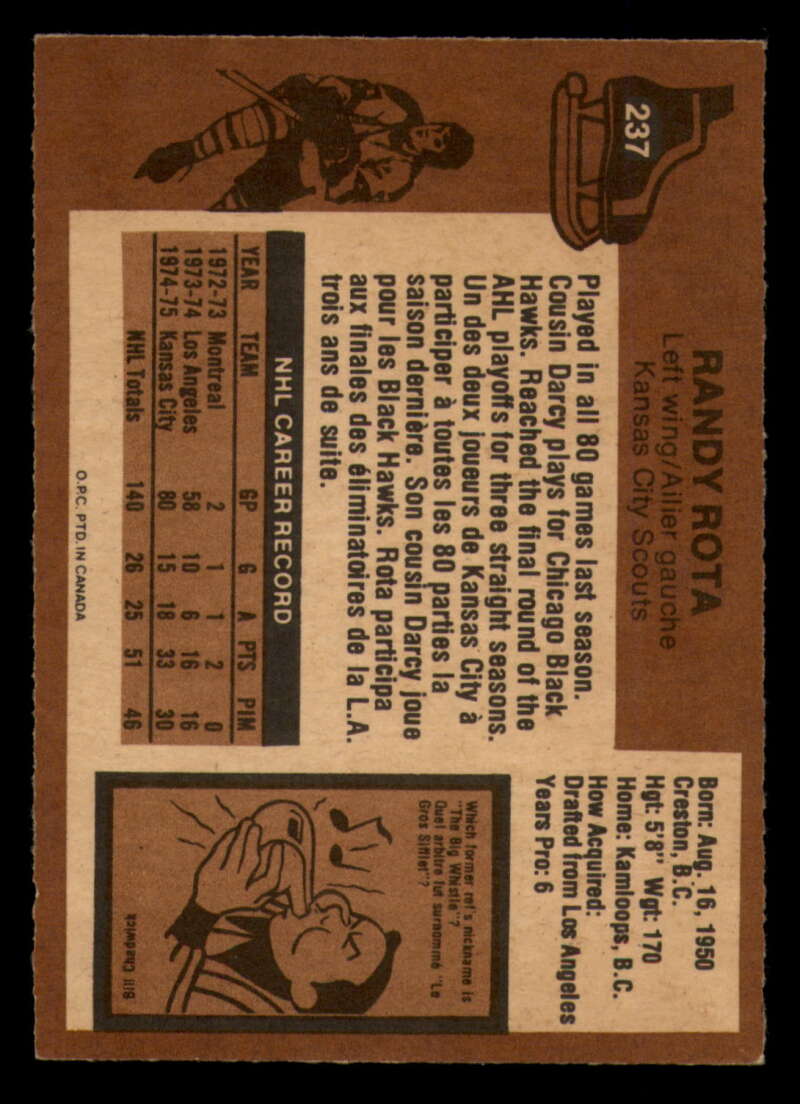 237
RANDY ROTA
Left wing/Ailier gauche
Kansas City Scouts
Born: Aug. 16, 1950
Creston, B.C.
Hgt: 5'8" Wgt: 170
Home: Kamloops, B.C.
How Acquired:
Drafted from Los Angeles
Years Pro: 6
Played in all 80 games last season.
Cousin Darcy plays for Chicago Black
Hawks. Reached the final round of the
AHL playoffs for three straight seasons.
Un des deux joueurs de Kansas City à
participer à toutes les 80 parties la
saison dernière. Son cousin Darcy joue
pour les Black Hawks. Rota participa
aux finales des éliminatoires de la L.A.
trois ans de suite.
NHL CAREER RECORD
YEAR TEAM GP G A PTS PIM
1972-73 Montreal 2 1 1 2 0
1973-74 Los Angeles 58 10 6 16 16
1974-75 Kansas City 80 15 18 33 30
NHL Totals 140 26 25 51 46
O.P.C. PTD. IN CANADA
Which former ref's nickname is
"The Big Whistle"?
Quel arbitre fut surnommé "Le
Gros Sifflet"?
Bill Chadwick